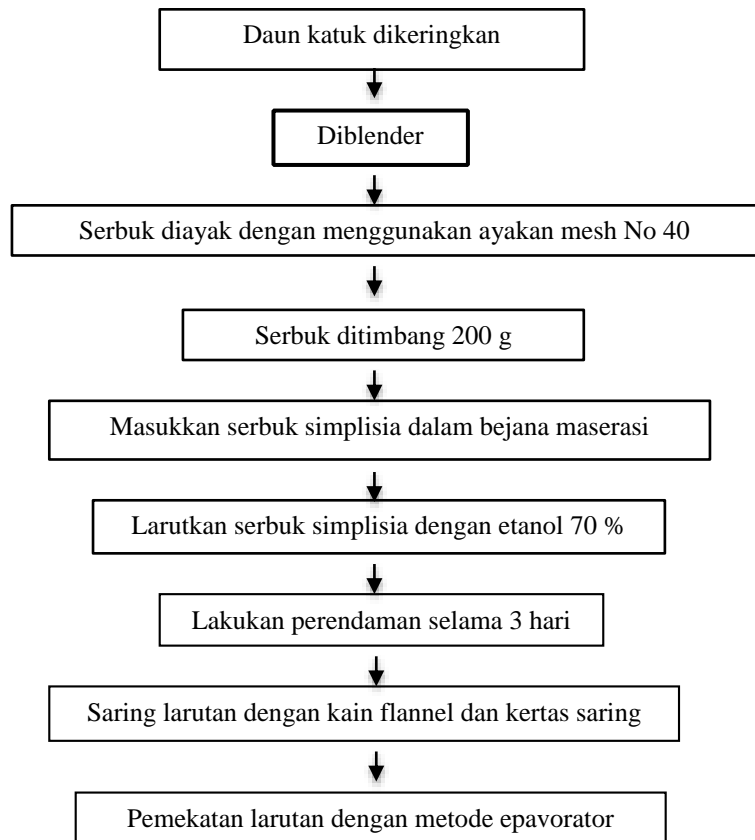 Daun katuk dikeringkan
Diblender
Serbuk diayak dengan menggunakan ayakan mesh No 40
Serbuk ditimbang 200 g
Masukkan serbuk simplisia dalam bejana maserasi
Larutkan serbuk simplisia dengan etanol 70 %
Lakukan perendaman selama 3 hari
Saring larutan dengan kain flannel dan kertas saring
Pemekatan larutan dengan metode epavorator